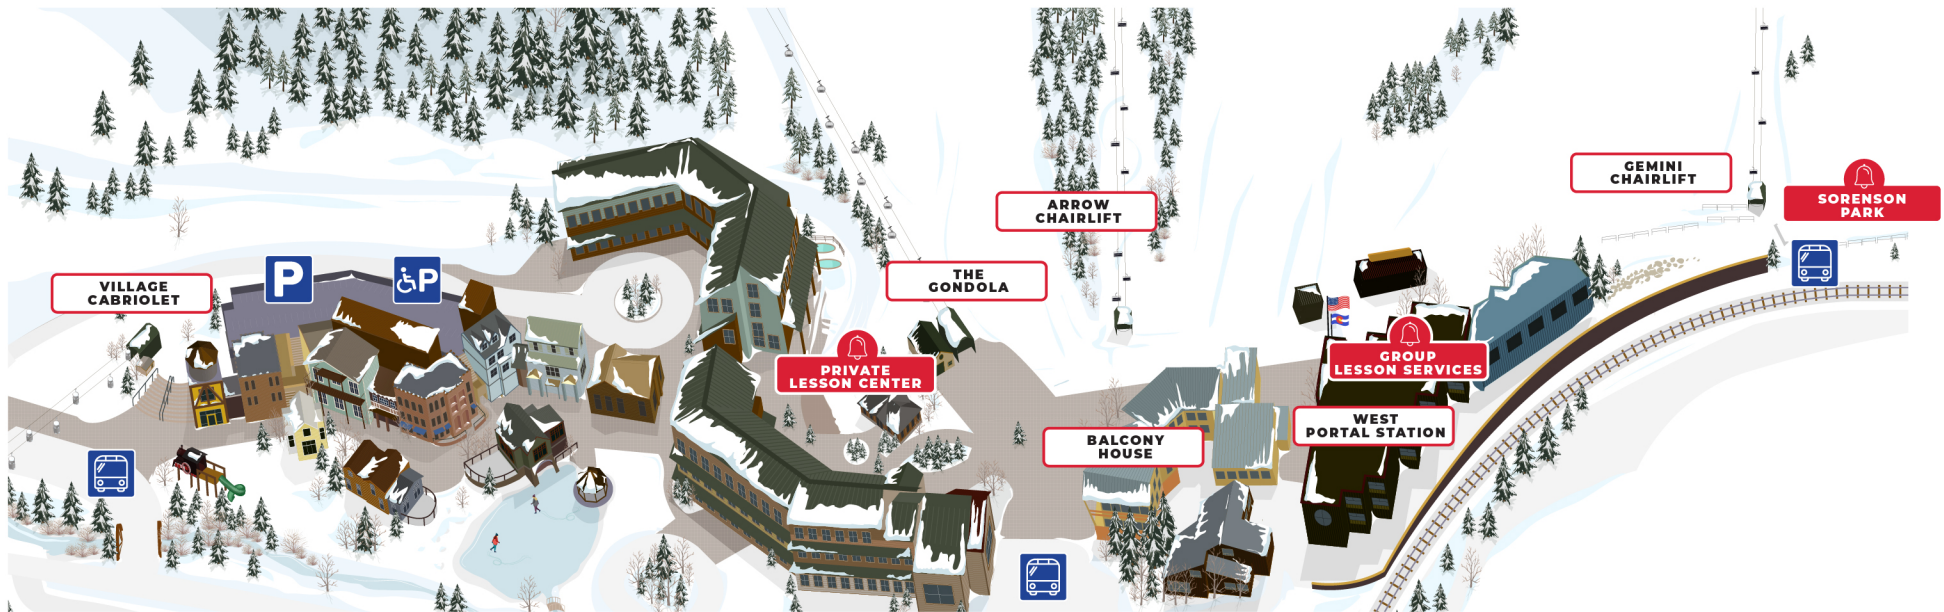 GEMINI
CHAIRLIFT
SORENSON
PARK
ARROW
CHAIRLIFT
VILLAGE
CABRIOLET
P
P
THE
GONDOLA
PRIVATE
LESSON CENTER
GROUP
LESSON SERVICES
WEST
PORTAL STATION
BALCONY
HOUSE